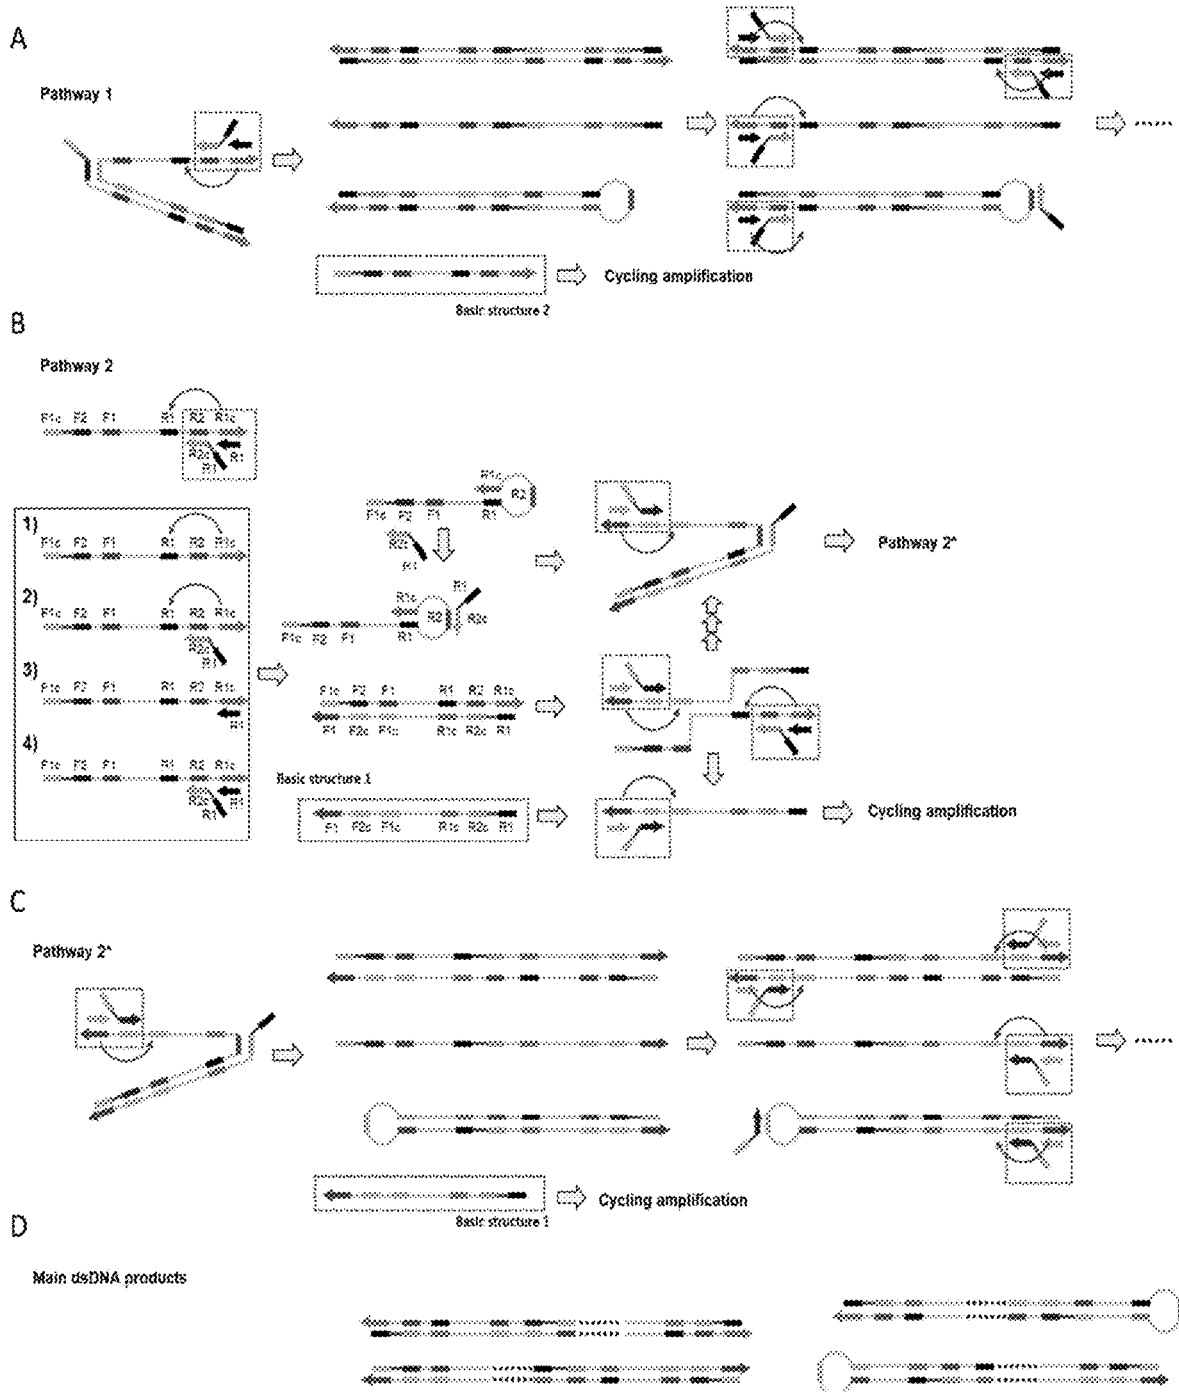 A
Pathway 1
Cycling amplification
Basic structure 2
B
Pathway 2
F1c F2 F1 R1 R2 R1c
R2c
R1
R1
1)
F1c F2 F1 R1 R2 R1c
2)
F1c F2 F1 R1 R2 R1c
R2c
R1
3)
F1c F2 F1 R1 R2 R1c
R1
4)
F1c F2 F1 R1 R2 R1c
R2c
R1
R1
R1c
R2
F1c F2 F1 R1
R2c
R1
R1
R1c
R2
R2c
F1c F2 F1 R1
F1c F2 F1 R1 R2 R1c
F1 F2c F1c R1c R2c R1
Basic structure 1
F1 F2c F1c R1c R2c R1
Pathway 2*
Cycling amplification
C
Pathway 2*
Cycling amplification
Basic structure 1
D
Main dsDNA products